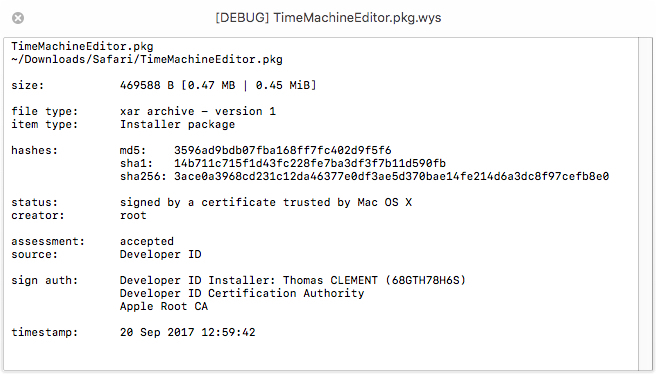 [DEBUG] TimeMachineEditor.pkg.wys
TimeMachineEditor.pkg
~/Downloads/Safari/TimeMachineEditor.pkg
size: 469588 B [0.47 MB | 0.45 MiB]
file type: xar archive – version 1
item type: Installer package
hashes: md5: 3596ad9bdb07fba168ff7fc402d9f5f6
sha1: 14b711c715f1d43fc228fe7ba3df3f7b11d590fb
sha256: 3ace0a3968cd231c12da46377e0df3ae5d370bae14fe214d6a3dc8f97cefb8e0
status: signed by a certificate trusted by Mac OS X
creator: root
assessment: accepted
source: Developer ID
sign auth: Developer ID Installer: Thomas CLEMENT (68GTH78H6S)
Developer ID Certification Authority
Apple Root CA
timestamp: 20 Sep 2017 12:59:42